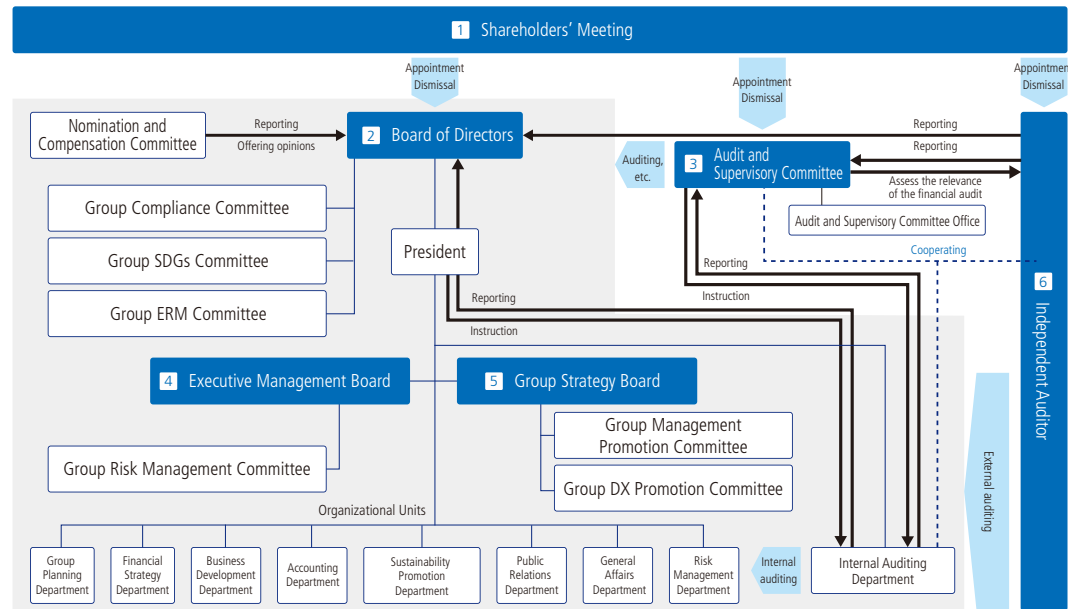 1 Shareholders' Meeting
Appointment
Dismissal
Appointment
Dismissal
Appointment
Dismissal
Nomination and
Compensation Committee
Reporting
Offering opinions
2 Board of Directors
Reporting
Reporting
Auditing,
etc.
3 Audit and
Supervisory Committee
Assess the relevance
of the financial audit
Group Compliance Committee
Audit and Supervisory Committee Office
President
Cooperating
Group SDGs Committee
Reporting
Instruction
6 Independent Auditor
Group ERM Committee
Reporting
Instruction
4 Executive Management Board
5 Group Strategy Board
Group Management
Promotion Committee
Group Risk Management Committee
Group DX Promotion Committee
External auditing
Organizational Units
Group
Planning
Department
Financial
Strategy
Department
Business
Development
Department
Accounting
Department
Sustainability
Promotion
Department
Public
Relations
Department
General
Affairs
Department
Risk
Management
Department
Internal
auditing
Internal Auditing
Department